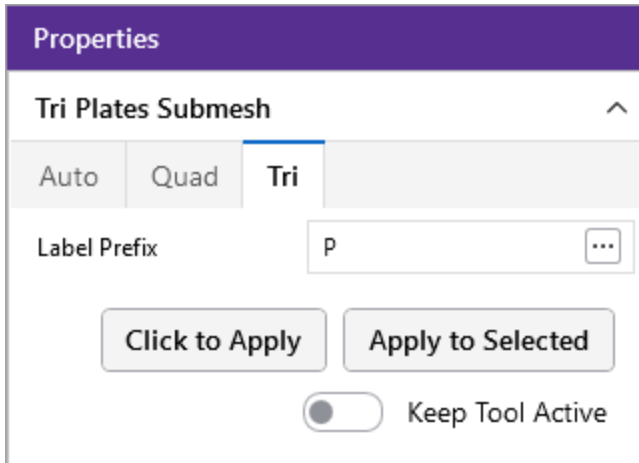 Properties
Tri Plates Submesh
Auto Quad Tri
Label Prefix P ...
Click to Apply Apply to Selected
Keep Tool Active